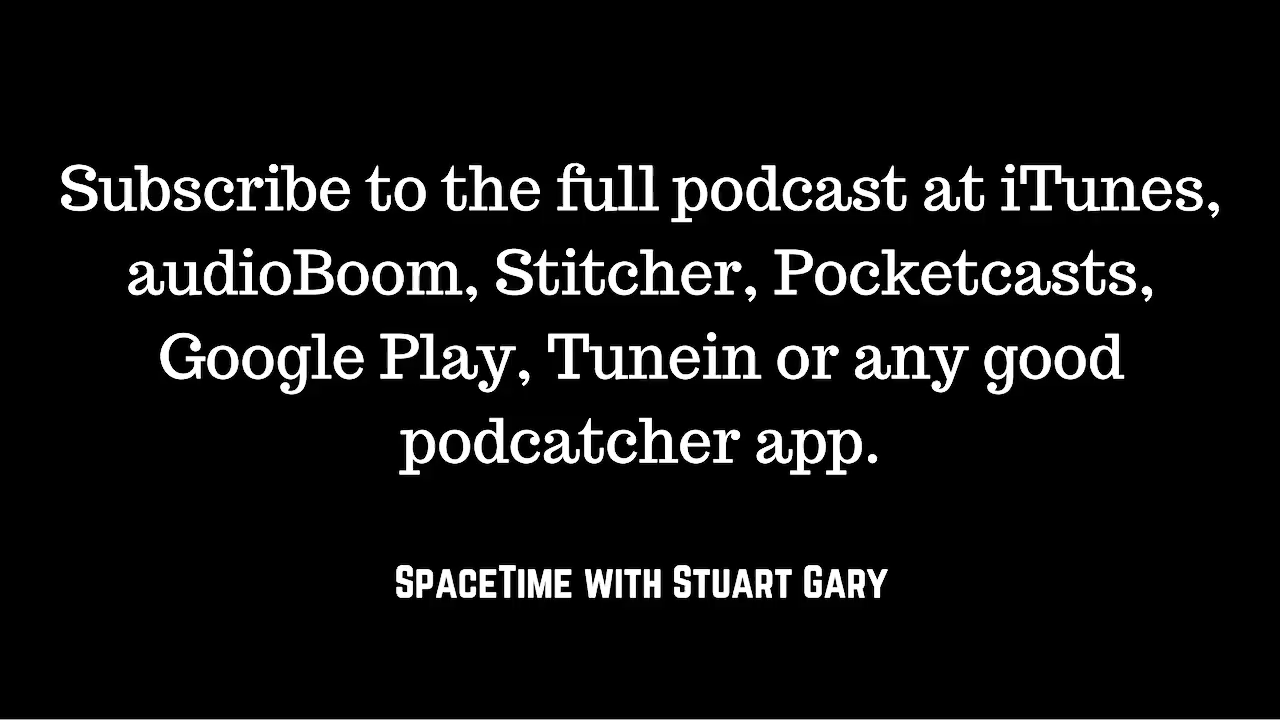 Subscribe to the full podcast at iTunes,
audioBoom, Stitcher, Pocketcasts,
Google Play, Tunein or any good
podcatcher app.
SpaceTime with Stuart Gary